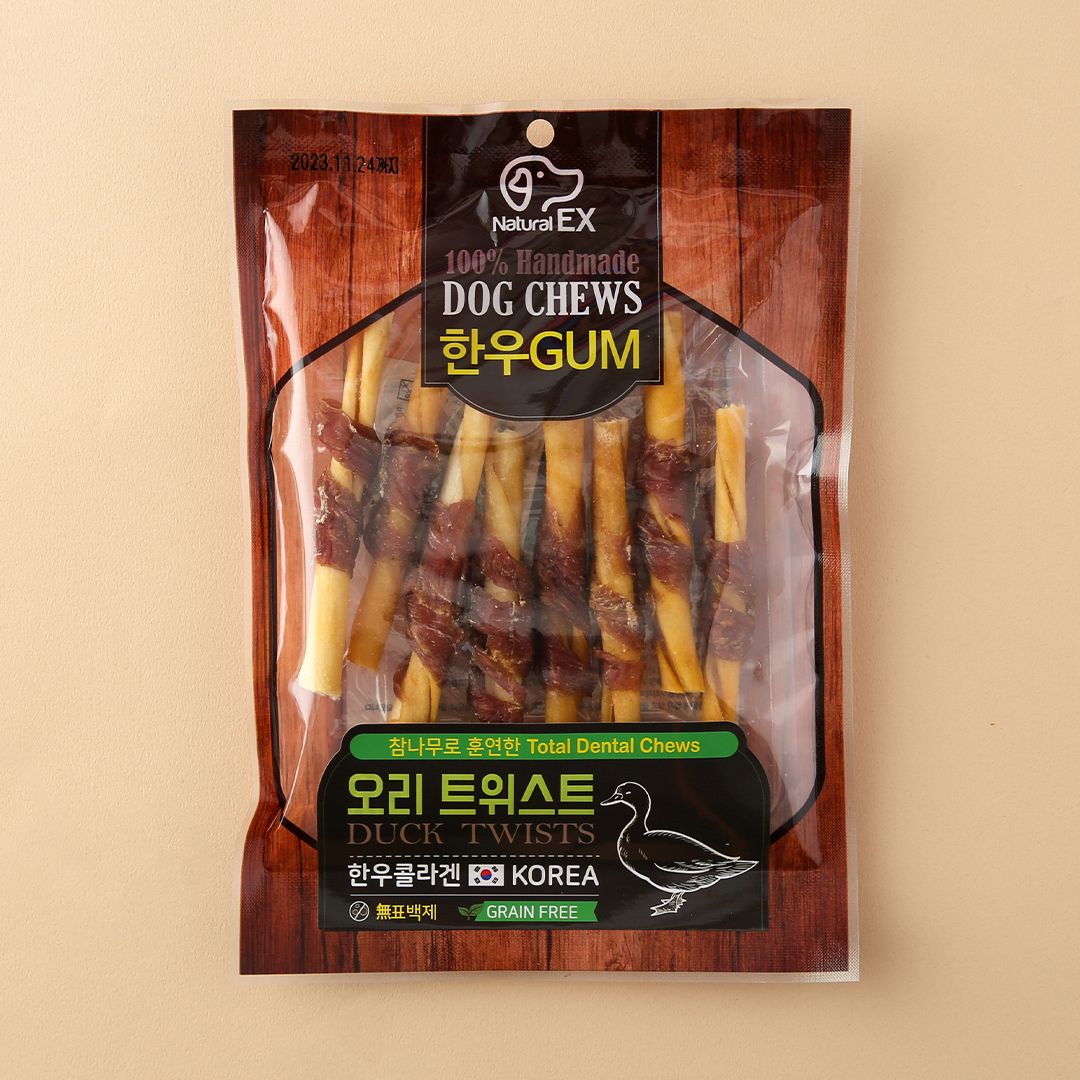 2023.11.24까지
Natural EX
100% Handmade
DOG CHEWS
한우GUM
참나무로 훈연한 Total Dental Chews
오리 트위스트
DUCK TWISTS
한우콜라겐 KOREA
無표백제 GRAIN FREE